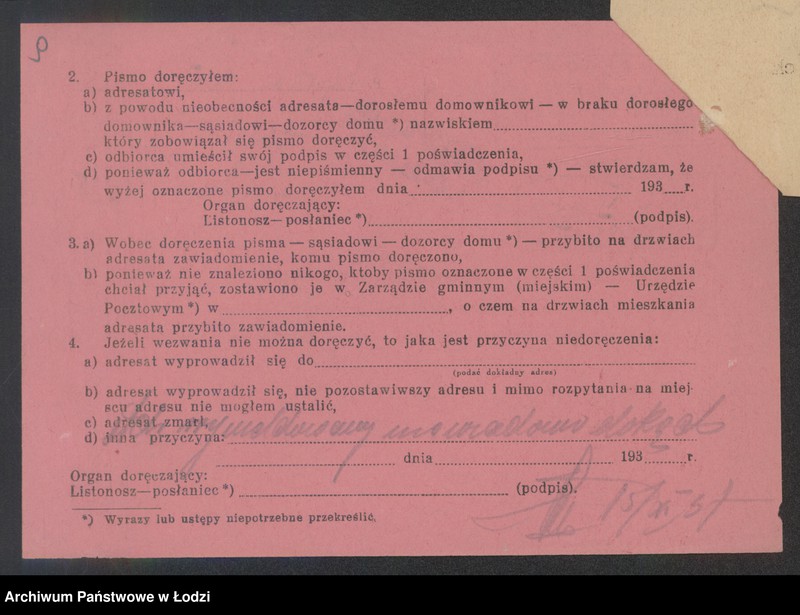 2. Pismo doręczyłem:
a) adresatowi,
b) z powodu nieobecności adresata—dorosłemu domownikowi — w braku dorosłego
domownika—sąsiadowi—dozorcy domu *) nazwiskiem
który zobowiązał się pismo doręczyć,
c) odbiorca umieścił swój podpis w części 1 poświadczenia,
d) ponieważ odbiorca—jest niepiśmienny — odmawia podpisu *) — stwierdzam, że
wyżej oznaczone pismo doręczyłem dnia 193 r.
Organ doręczający:
Listonosz—posłaniec *) (podpis).
3. a) Wobec doręczenia pisma — sąsiadowi — dozorcy domu *) — przybito na drzwiach
adresata zawiadomienie, komu pismo doręczono,
b) ponieważ nie znaleziono nikogo, ktoby pismo oznaczone w części 1 poświadczenia
chciał przyjąć, zostawiono je w Zarządzie gminnym (miejskim) — Urzędzie
Pocztowym *) w , o czem na drzwiach mieszkania
adresata przybito zawiadomienie.
4. Jeżeli wezwania nie można doręczyć, to jaka jest przyczyna niedoręczenia:
a) adresat wyprowadził się do
(podać dokładny adres)
b) adresat wyprowadził się, nie pozostawiwszy adresu i mimo rozpytania na miej-
scu adresu nie mogłem ustalić,
c) adresat zmarł,
d) inna przyczyna:
dnia 193 r.
Organ doręczający:
Listonosz—posłaniec *) (podpis).
15/XI 37
*) Wyrazy lub ustępy niepotrzebne przekreślić.
Archiwum Państwowe w Łodzi